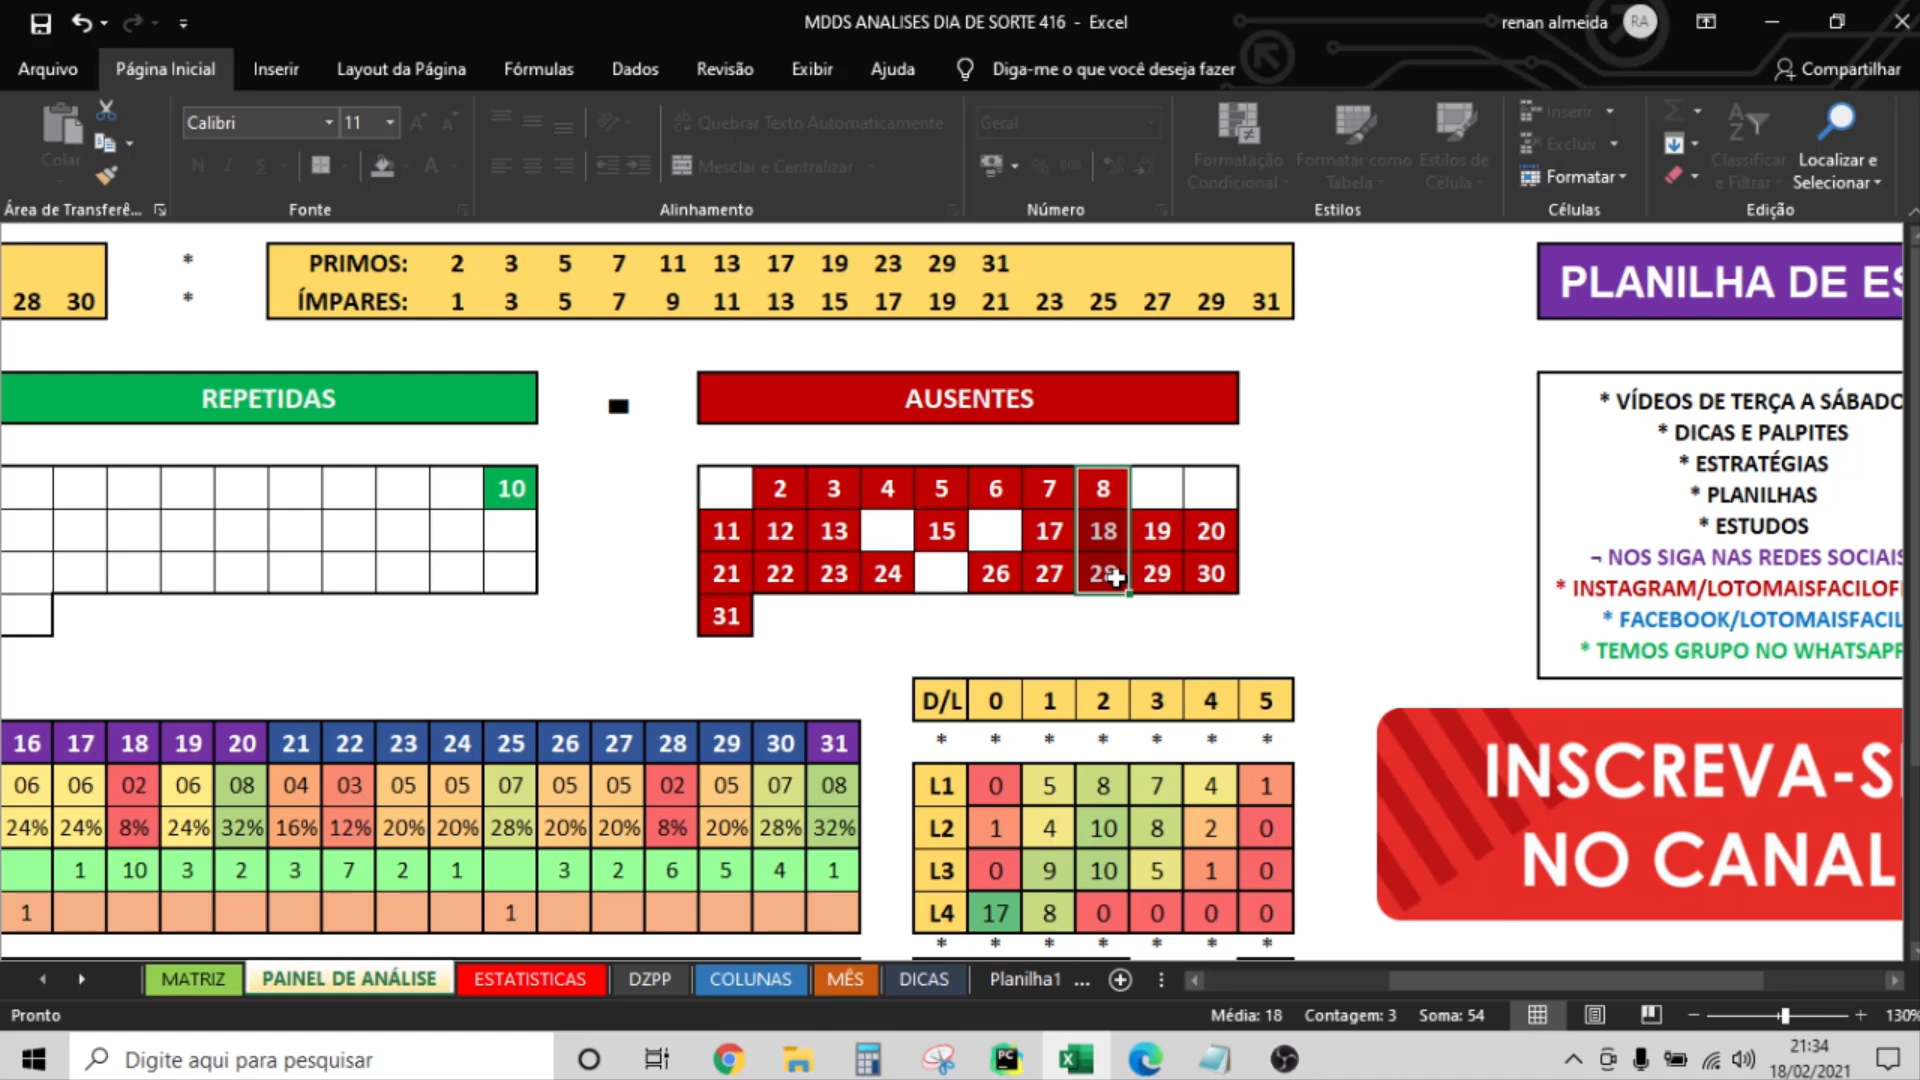 MDDS ANALISES DIA DE SORTE 416 - Excel
renan almeida RA
Arquivo Página Inicial Inserir Layout da Página Fórmulas Dados Revisão Exibir Ajuda Diga-me o que você deseja fazer Compartilhar
Colar
Calibri 11
N I S
Quebrar Texto Automaticamente
Mesclar e Centralizar
Geral
Formatação Condicional
Formatar como Tabela
Estilos de Célula
Inserir
Excluir
Formatar
Classificar e Filtrar
Localizar e Selecionar
Área de Transferê... Fonte Alinhamento Número Estilos Células Edição
* PRIMOS: 2 3 5 7 11 13 17 19 23 29 31
28 30 * ÍMPARES: 1 3 5 7 9 11 13 15 17 19 21 23 25 27 29 31
PLANILHA DE ES
REPETIDAS - AUSENTES
10
2 3 4 5 6 7 8
11 12 13 15 17 18 19 20
21 22 23 24 26 27 28 29 30
31
* VÍDEOS DE TERÇA A SÁBADO
* DICAS E PALPITES
* ESTRATÉGIAS
* PLANILHAS
* ESTUDOS
¬ NOS SIGA NAS REDES SOCIAIS
* INSTAGRAM/LOTOMAISFACILOF
* FACEBOOK/LOTOMAISFACIL
* TEMOS GRUPO NO WHATSAPP
16 17 18 19 20 21 22 23 24 25 26 27 28 29 30 31
06 06 02 06 08 04 03 05 05 07 05 05 02 05 07 08
24% 24% 8% 24% 32% 16% 12% 20% 20% 28% 20% 20% 8% 20% 28% 32%
1 10 3 2 3 7 2 1 3 2 6 5 4 1
1 1
D/L 0 1 2 3 4 5
* * * * * * *
L1 0 5 8 7 4 1
L2 1 4 10 8 2 0
L3 0 9 10 5 1 0
L4 17 8 0 0 0 0
* * * * * * *
INSCREVA-S
NO CANAL
MATRIZ PAINEL DE ANÁLISE ESTATISTICAS DZPP COLUNAS MÊS DICAS Planilha1 ...
Pronto Média: 18 Contagem: 3 Soma: 54 130%
Digite aqui para pesquisar
21:34
18/02/2021